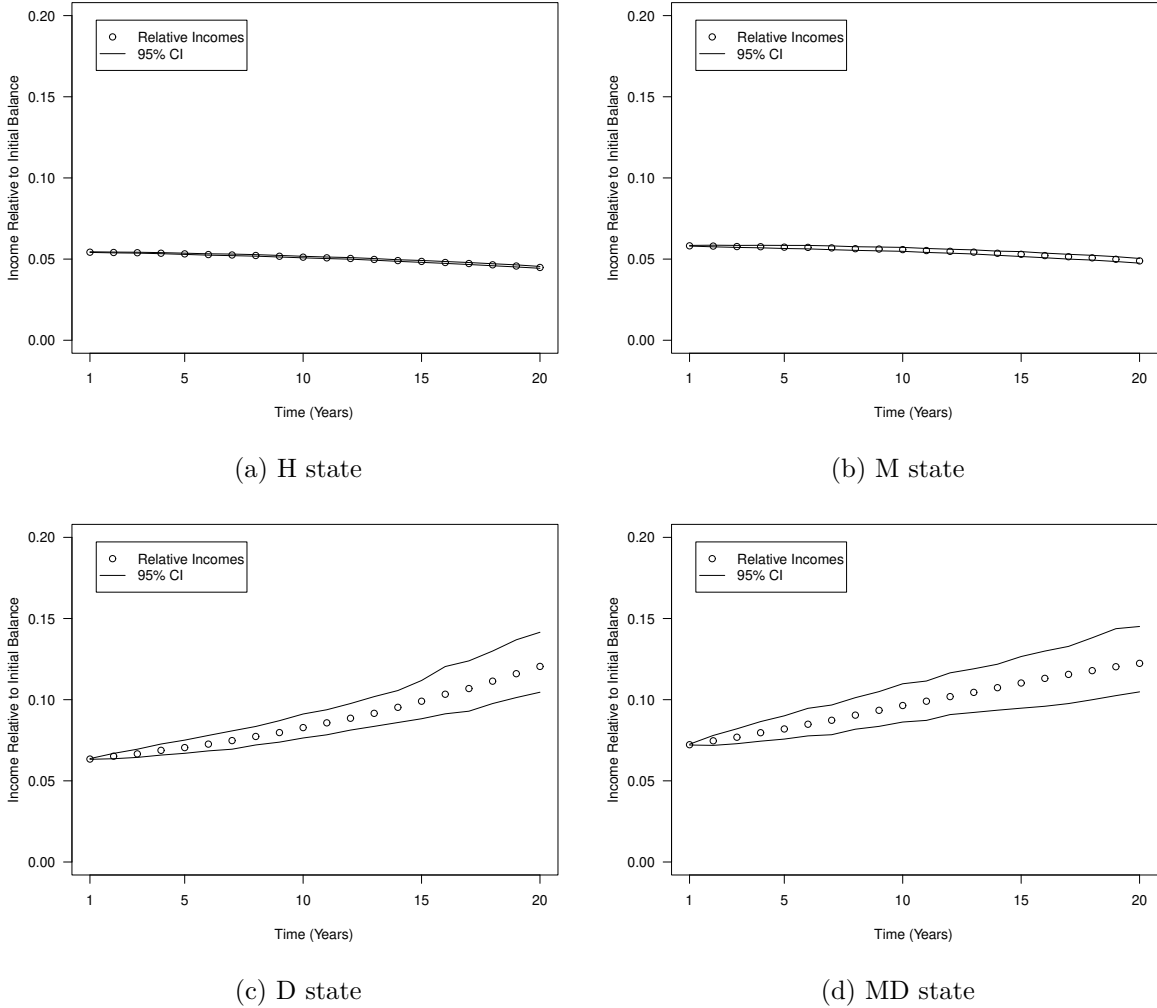 Income Relative to Initial Balance
0.20
0.15
0.10
0.05
0.00
Relative Incomes
95% CI
1
5
10
15
20
Time (Years)
(a) H state
Income Relative to Initial Balance
0.20
0.15
0.10
0.05
0.00
Relative Incomes
95% CI
1
5
10
15
20
Time (Years)
(b) M state
Income Relative to Initial Balance
0.20
0.15
0.10
0.05
0.00
Relative Incomes
95% CI
1
5
10
15
20
Time (Years)
(c) D state
Income Relative to Initial Balance
0.20
0.15
0.10
0.05
0.00
Relative Incomes
95% CI
1
5
10
15
20
Time (Years)
(d) MD state